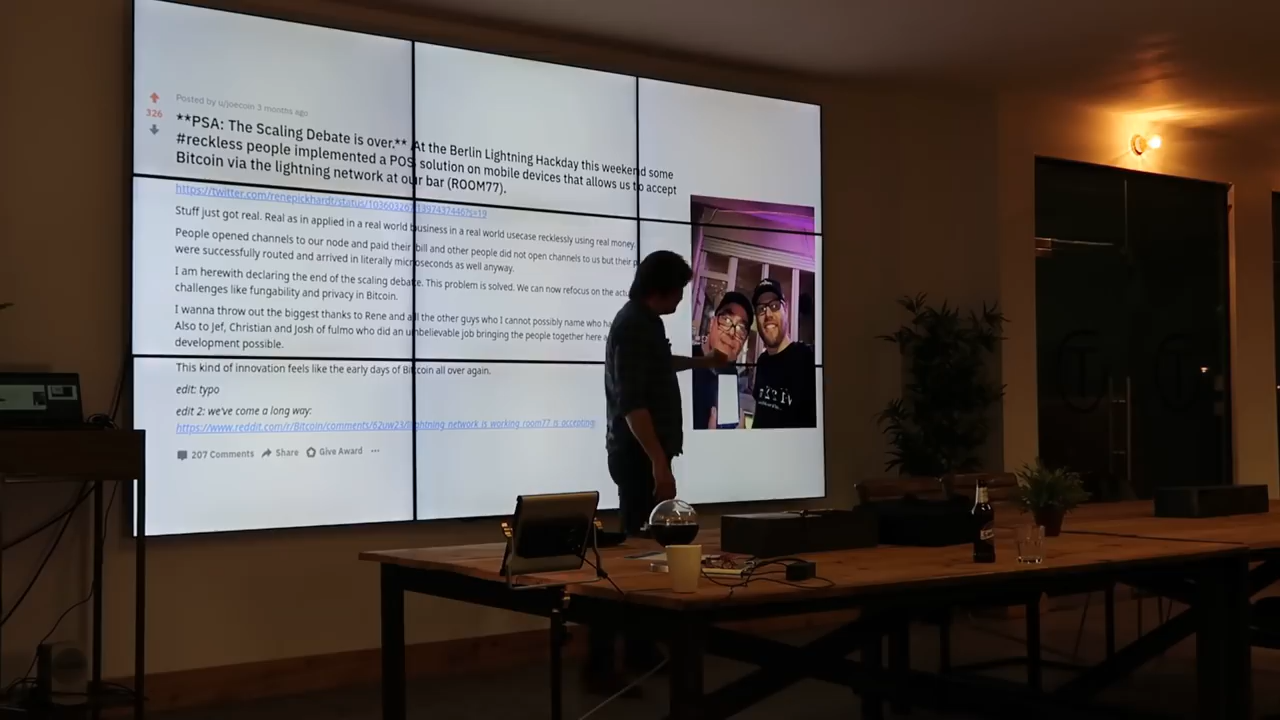 Posted by u/joecoin 3 months ago
326
**PSA: The Scaling Debate is over.** At the Berlin Lightning Hackday this weekend some
#reckless people implemented a POS solution on mobile devices that allows us to accept
Bitcoin via the lightning network at our bar (ROOM77).
Stuff just got real. Real as in applied in a real world business in a real world usecase recklessly using real money.
People opened channels to our node and paid their bill and other people did not open channels to us but their
were successfully routed and arrived in literally microseconds as well anyway.
I am herewith declaring the end of the scaling debate. This problem is solved. We can now refocus on the
challenges like fungability and privacy in Bitcoin.
I wanna throw out the biggest thanks to Rene and all the other guys who I cannot possibly name who
Also to Jef, Christian and Josh of fulmo who did an unbelievable job bringing the people together here
development possible.
This kind of innovation feels like the early days of Bitcoin all over again.
edit: typo
edit 2: we've come a long way:
https://www.reddit.com/r/Bitcoin/comments/62uw23/lightning_network_is_working_room77_is_accepting/
207 Comments Share Give Award ...